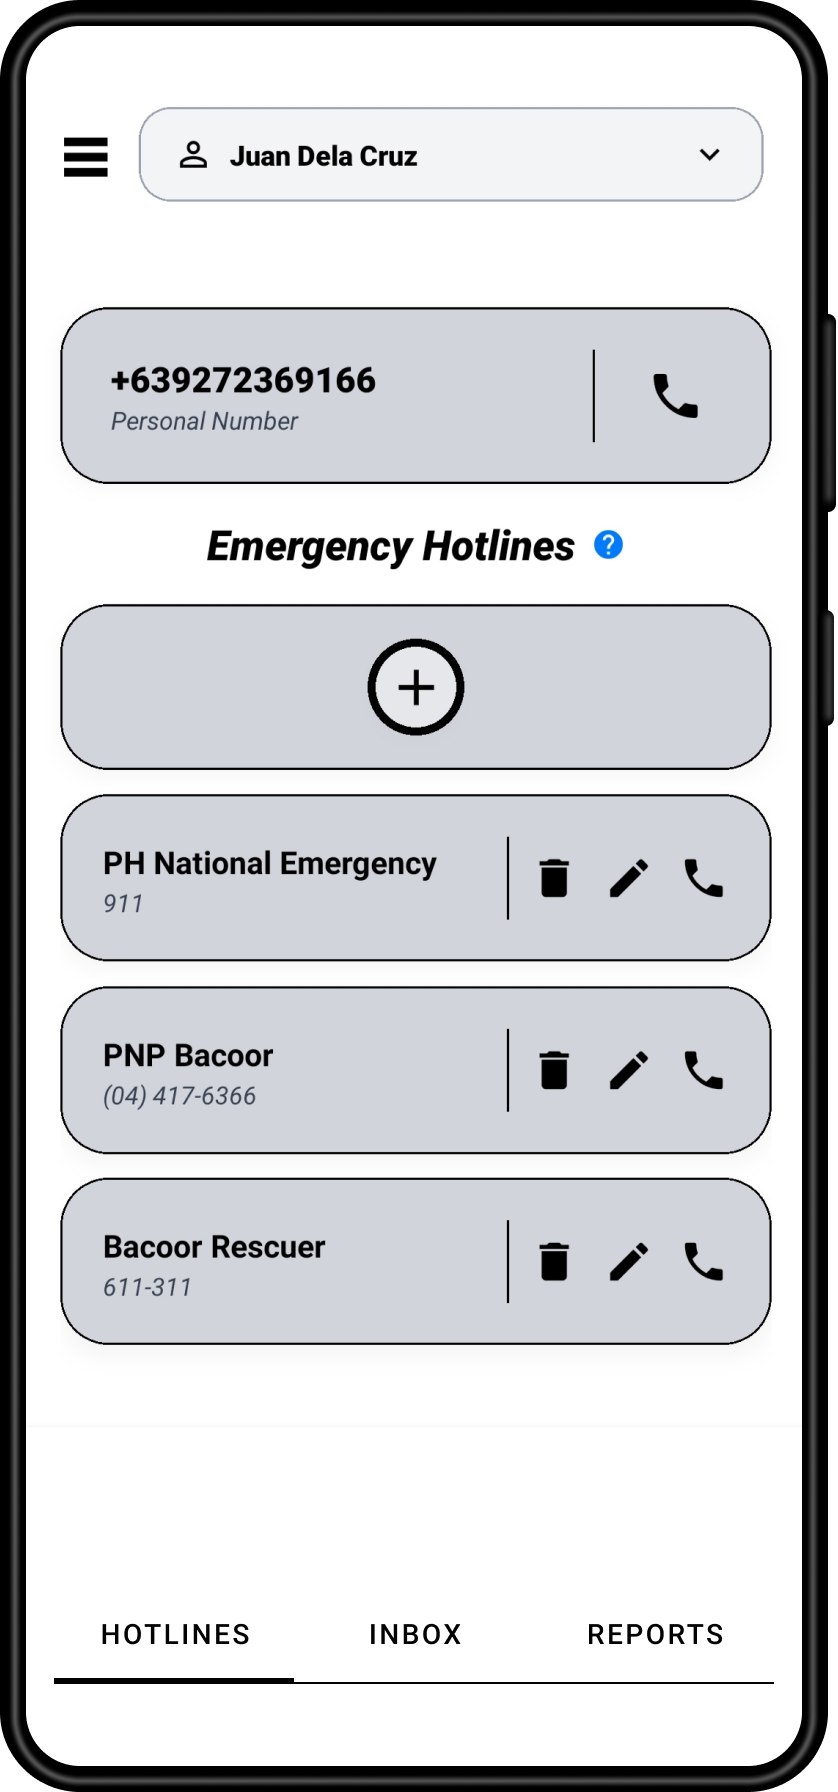 Juan Dela Cruz
+639272369166
Personal Number
Emergency Hotlines ?
PH National Emergency
911
PNP Bacoor
(04) 417-6366
Bacoor Rescuer
611-311
HOTLINES
INBOX
REPORTS